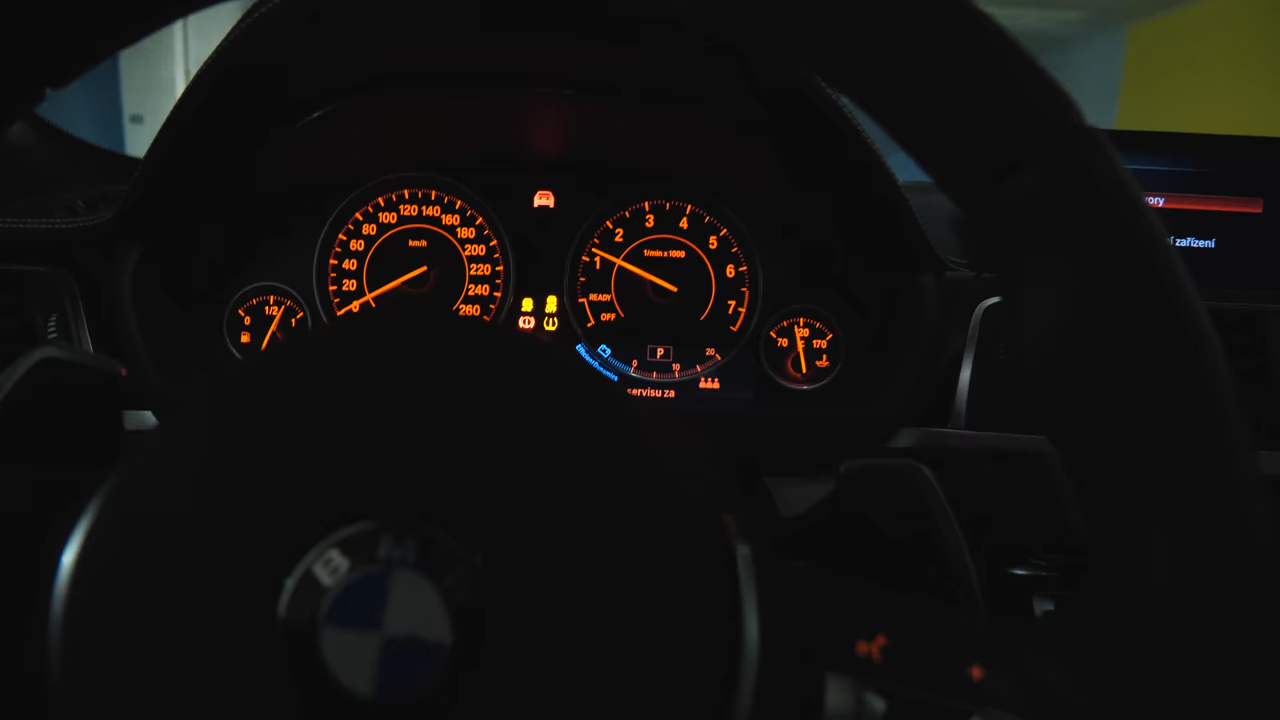 0 1/2 1
0 20 40 60 80 100 120 140 160 180 200 220 240 260
km/h
OFF
1 2 3 4 5 6 7
1/min x 1000
READY
OFF
EfficientDynamics
P
0 10 20
servisu za
70 120 170
°C
zařízení
B M